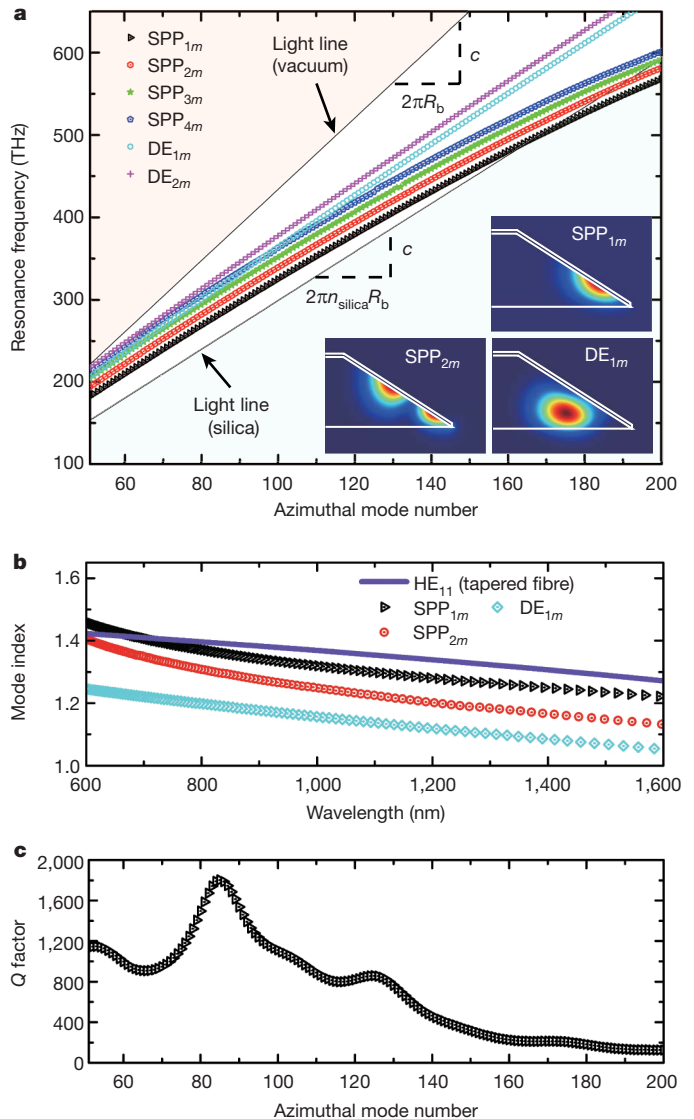 a
SPP1m
SPP2m
SPP3m
SPP4m
DE1m
DE2m
Light line
(vacuum)
c
2πRb
c
2πnsilicaRb
Light line
(silica)
SPP1m
SPP2m
DE1m
Resonance frequency (THz)
600
500
400
300
200
100
60 80 100 120 140 160 180 200
Azimuthal mode number
b
HE11 (tapered fibre)
SPP1m DE1m
SPP2m
Mode index
1.6
1.4
1.2
1.0
600 800 1,000 1,200 1,400 1,600
Wavelength (nm)
c
Q factor
2,000
1,600
1,200
800
400
0
60 80 100 120 140 160 180 200
Azimuthal mode number